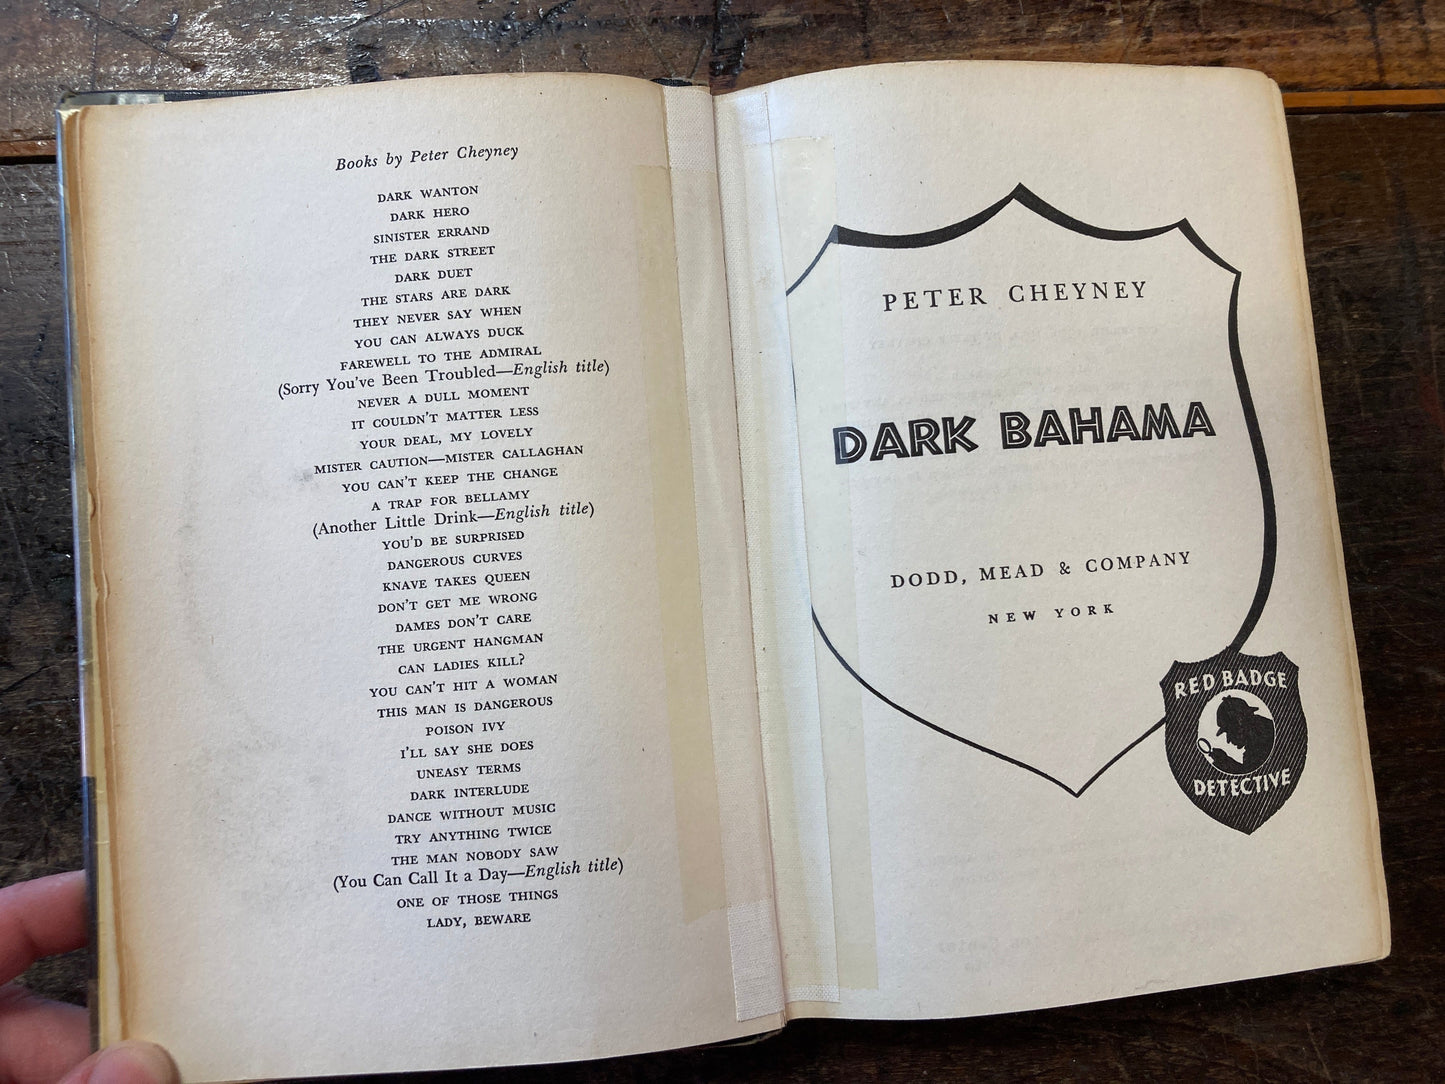 Books by Peter Cheyney
DARK WANTON
DARK HERO
SINISTER ERRAND
THE DARK STREET
DARK DUET
THE STARS ARE DARK
THEY NEVER SAY WHEN
YOU CAN ALWAYS DUCK
FAREWELL TO THE ADMIRAL
(Sorry You've Been Troubled—English title)
NEVER A DULL MOMENT
IT COULDN'T MATTER LESS
YOUR DEAL, MY LOVELY
MISTER CAUTION—MISTER CALLAGHAN
YOU CAN'T KEEP THE CHANGE
A TRAP FOR BELLAMY
(Another Little Drink—English title)
YOU'D BE SURPRISED
DANGEROUS CURVES
KNAVE TAKES QUEEN
DON'T GET ME WRONG
DAMES DON'T CARE
THE URGENT HANGMAN
CAN LADIES KILL?
YOU CAN'T HIT A WOMAN
THIS MAN IS DANGEROUS
POISON IVY
I'LL SAY SHE DOES
UNEASY TERMS
DARK INTERLUDE
DANCE WITHOUT MUSIC
TRY ANYTHING TWICE
THE MAN NOBODY SAW
(You Can Call It a Day—English title)
ONE OF THOSE THINGS
LADY, BEWARE
PETER CHEYNEY
DARK BAHAMA
DODD, MEAD & COMPANY
NEW YORK
RED BADGE
DETECTIVE